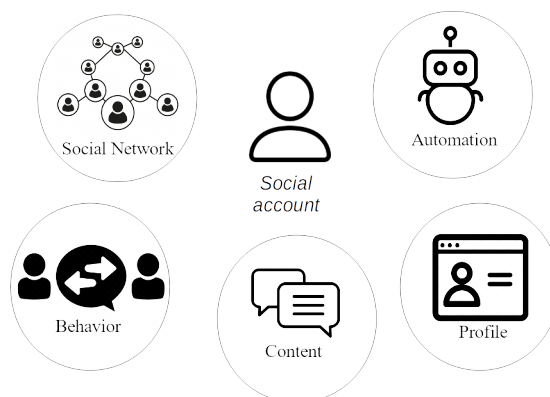 Social Network
Automation
Social
account
Behavior
Content
Profile